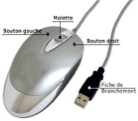 Molette
Bouton gauche
Bouton droit
Fiche de
Branchement